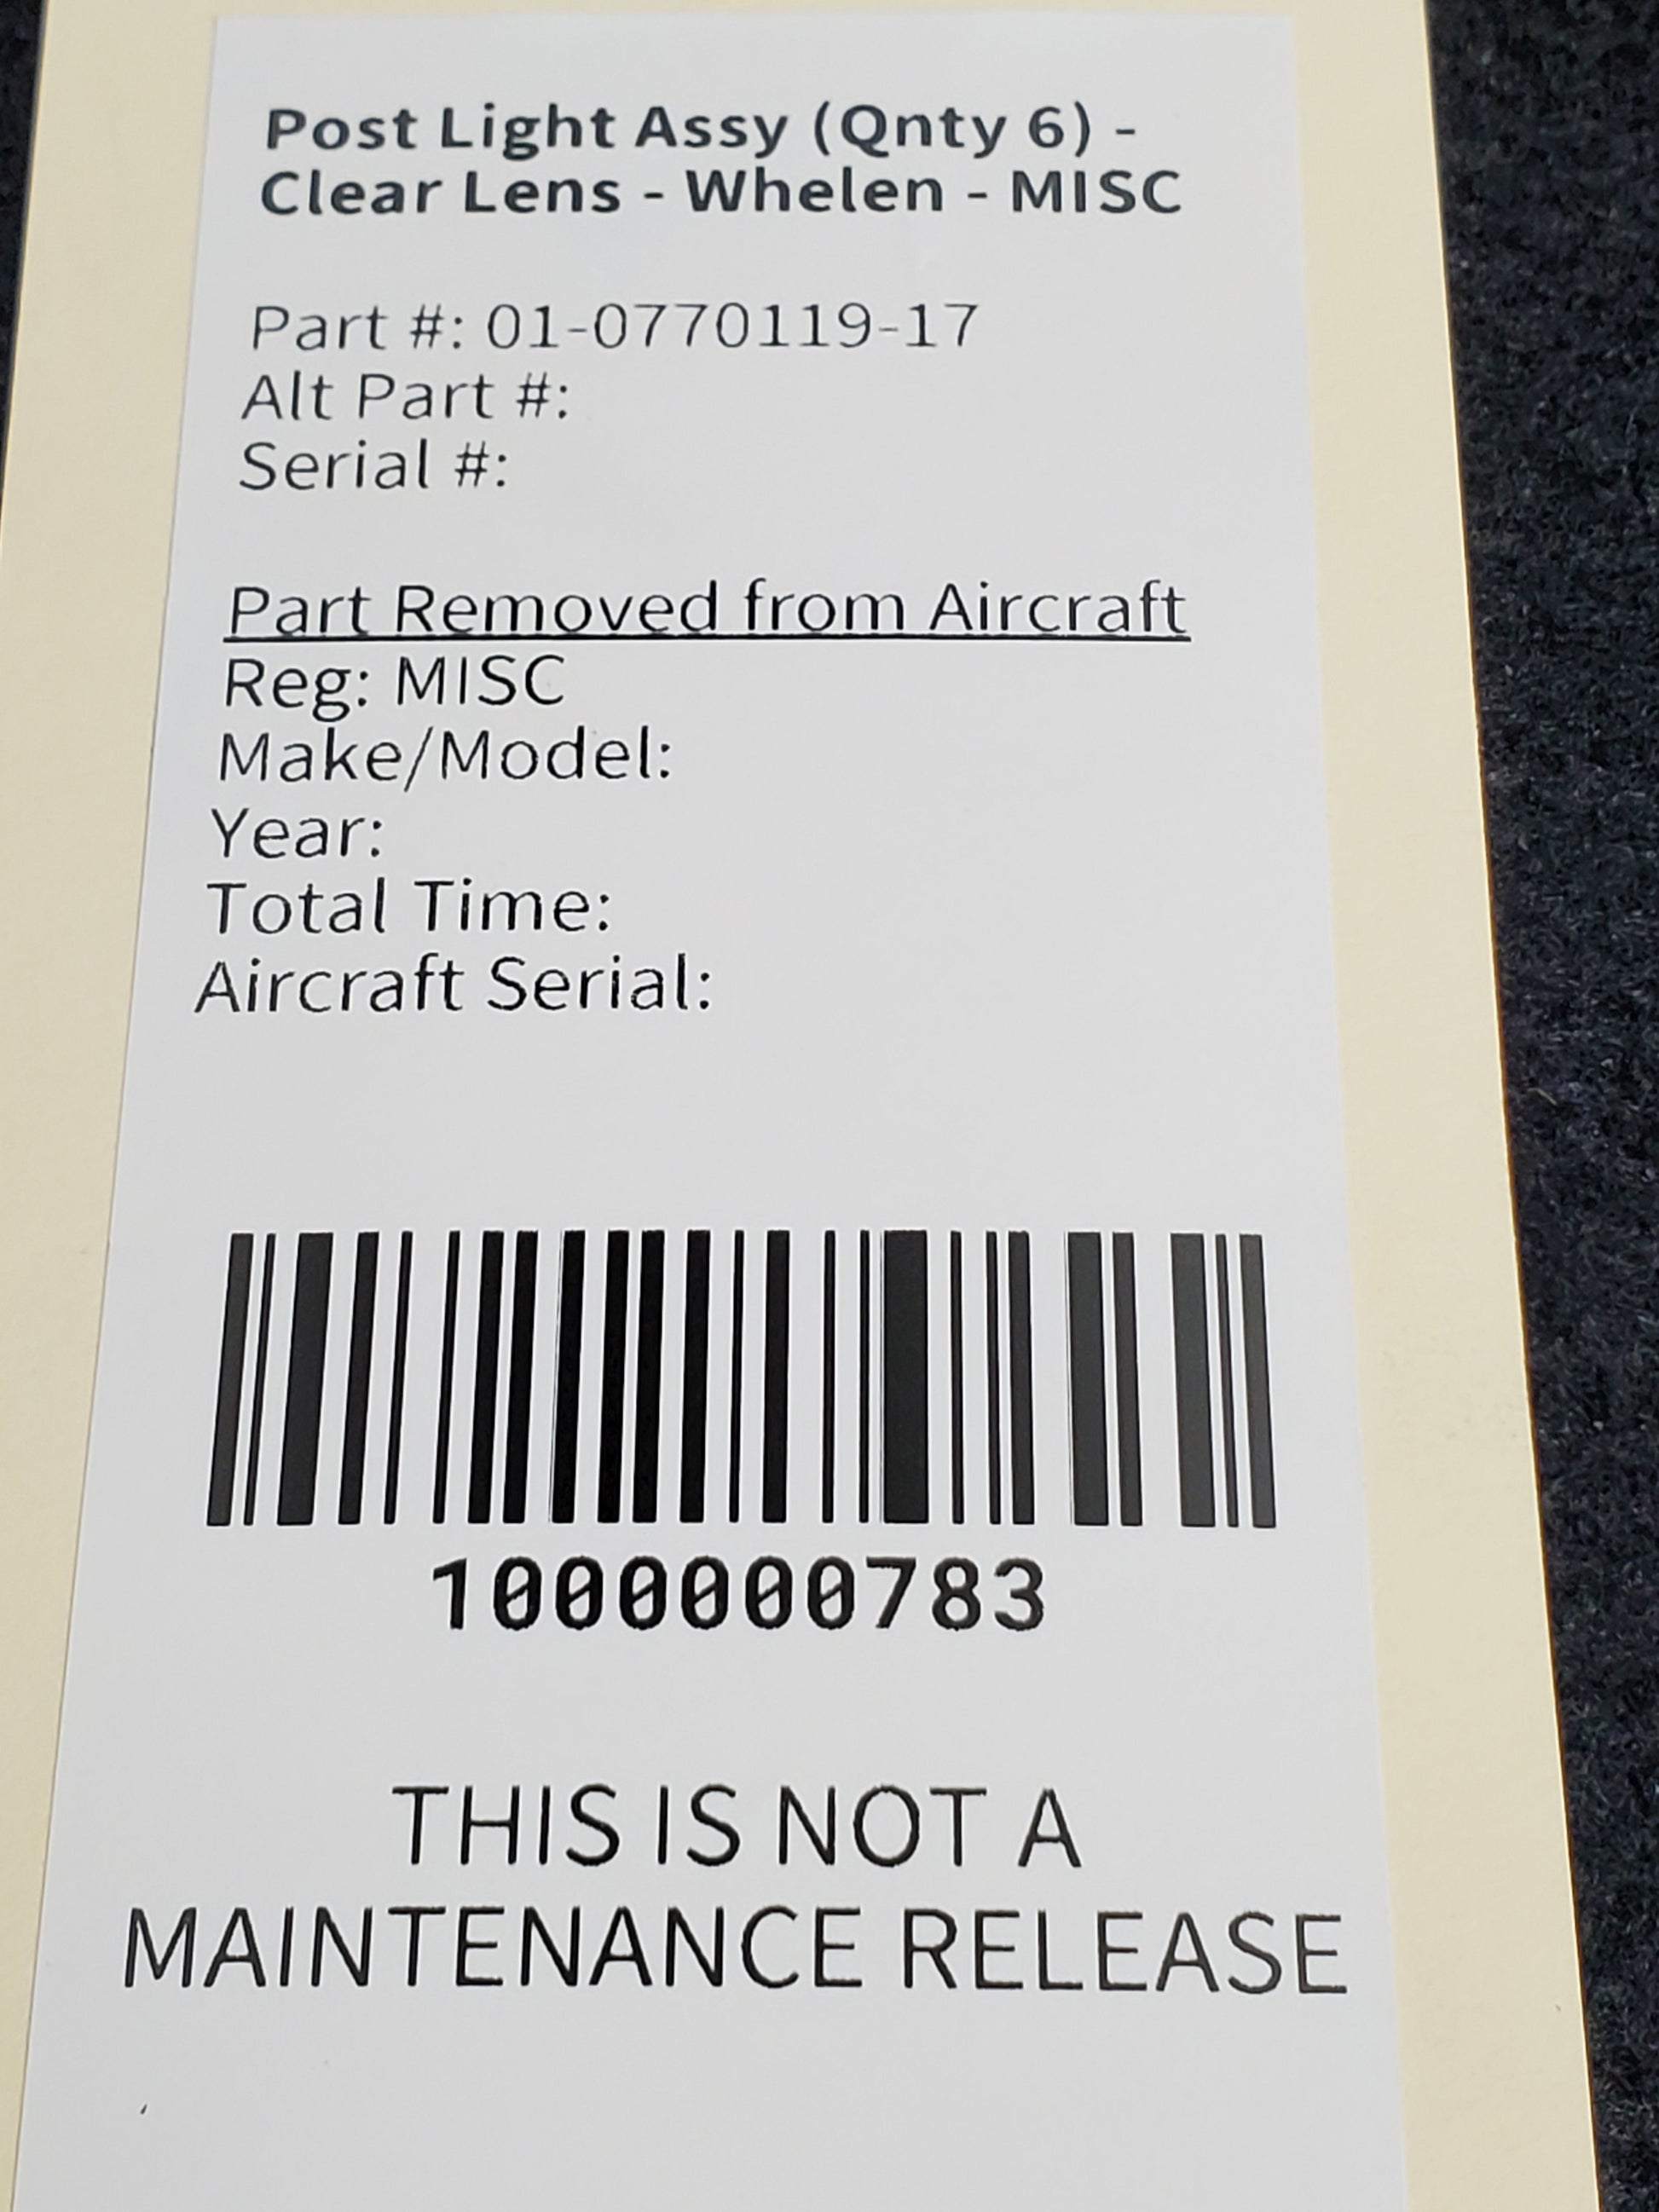 Post Light Assy (Qnty 6) -
Clear Lens - Whelen - MISC
Part #: 01-0770119-17
Alt Part #:
Serial #:
Part Removed from Aircraft
Reg: MISC
Make/Model:
Year:
Total Time:
Aircraft Serial:
1000000783
THIS IS NOT A
MAINTENANCE RELEASE